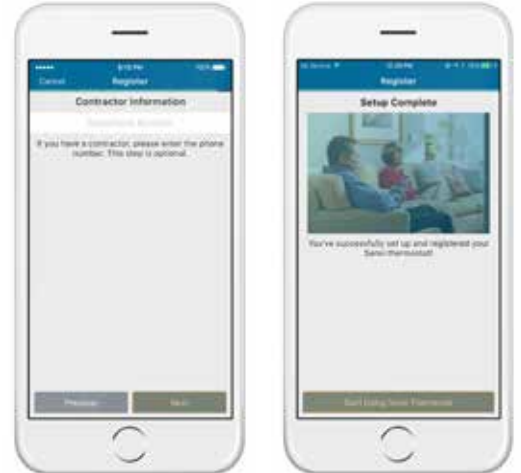 Cancel
Register
Contractor Information
If you have a contractor, please enter the phone
number. This step is optional.
Previous
Next
Register
Setup Complete
You've successfully set up and registered your
Sensi thermostat!
Start Using Sensi Thermostat